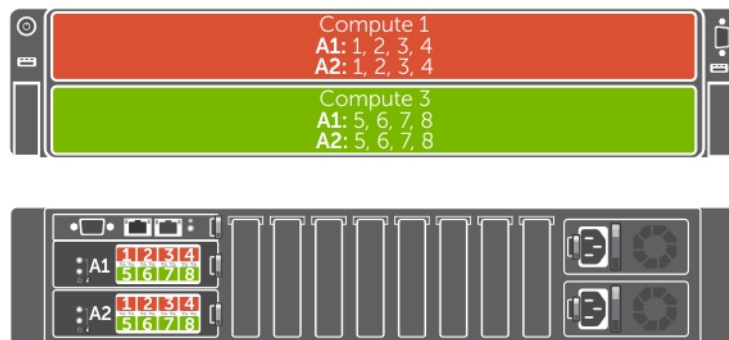 Compute 1
A1: 1, 2, 3, 4
A2: 1, 2, 3, 4
Compute 3
A1: 5, 6, 7, 8
A2: 5, 6, 7, 8
A1 1 2 3 4
5 6 7 8
A2 1 2 3 4
5 6 7 8